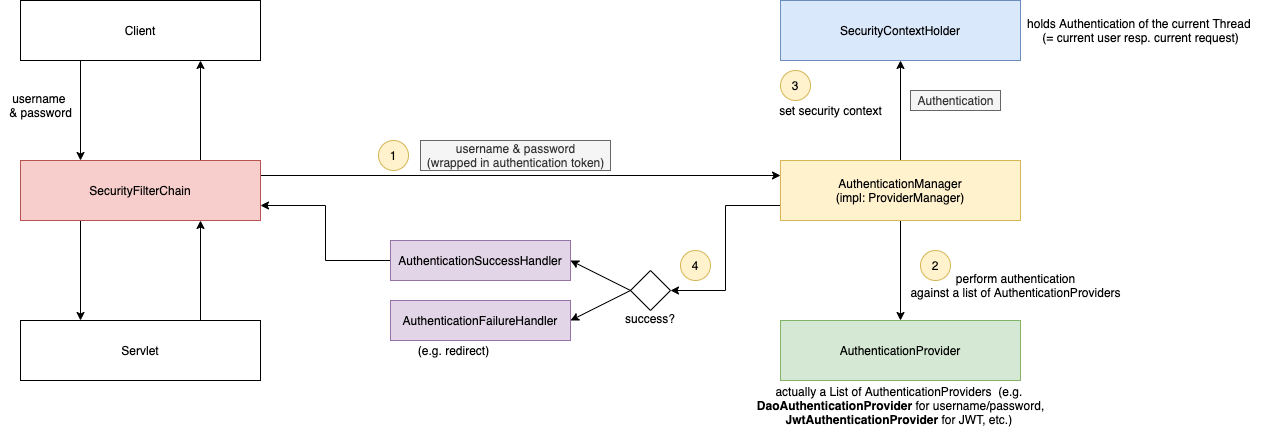 Client
SecurityContextHolder
holds Authentication of the current Thread
(= current user resp. current request)
username
& password
3
set security context
Authentication
1
username & password
(wrapped in authentication token)
SecurityFilterChain
AuthenticationManager
(impl: ProviderManager)
AuthenticationSuccessHandler
4
2
perform authentication
against a list of AuthenticationProviders
AuthenticationFailureHandler
success?
(e.g. redirect)
Servlet
AuthenticationProvider
actually a List of AuthenticationProviders (e.g.
DaoAuthenticationProvider for username/password,
JwtAuthenticationProvider for JWT, etc.)